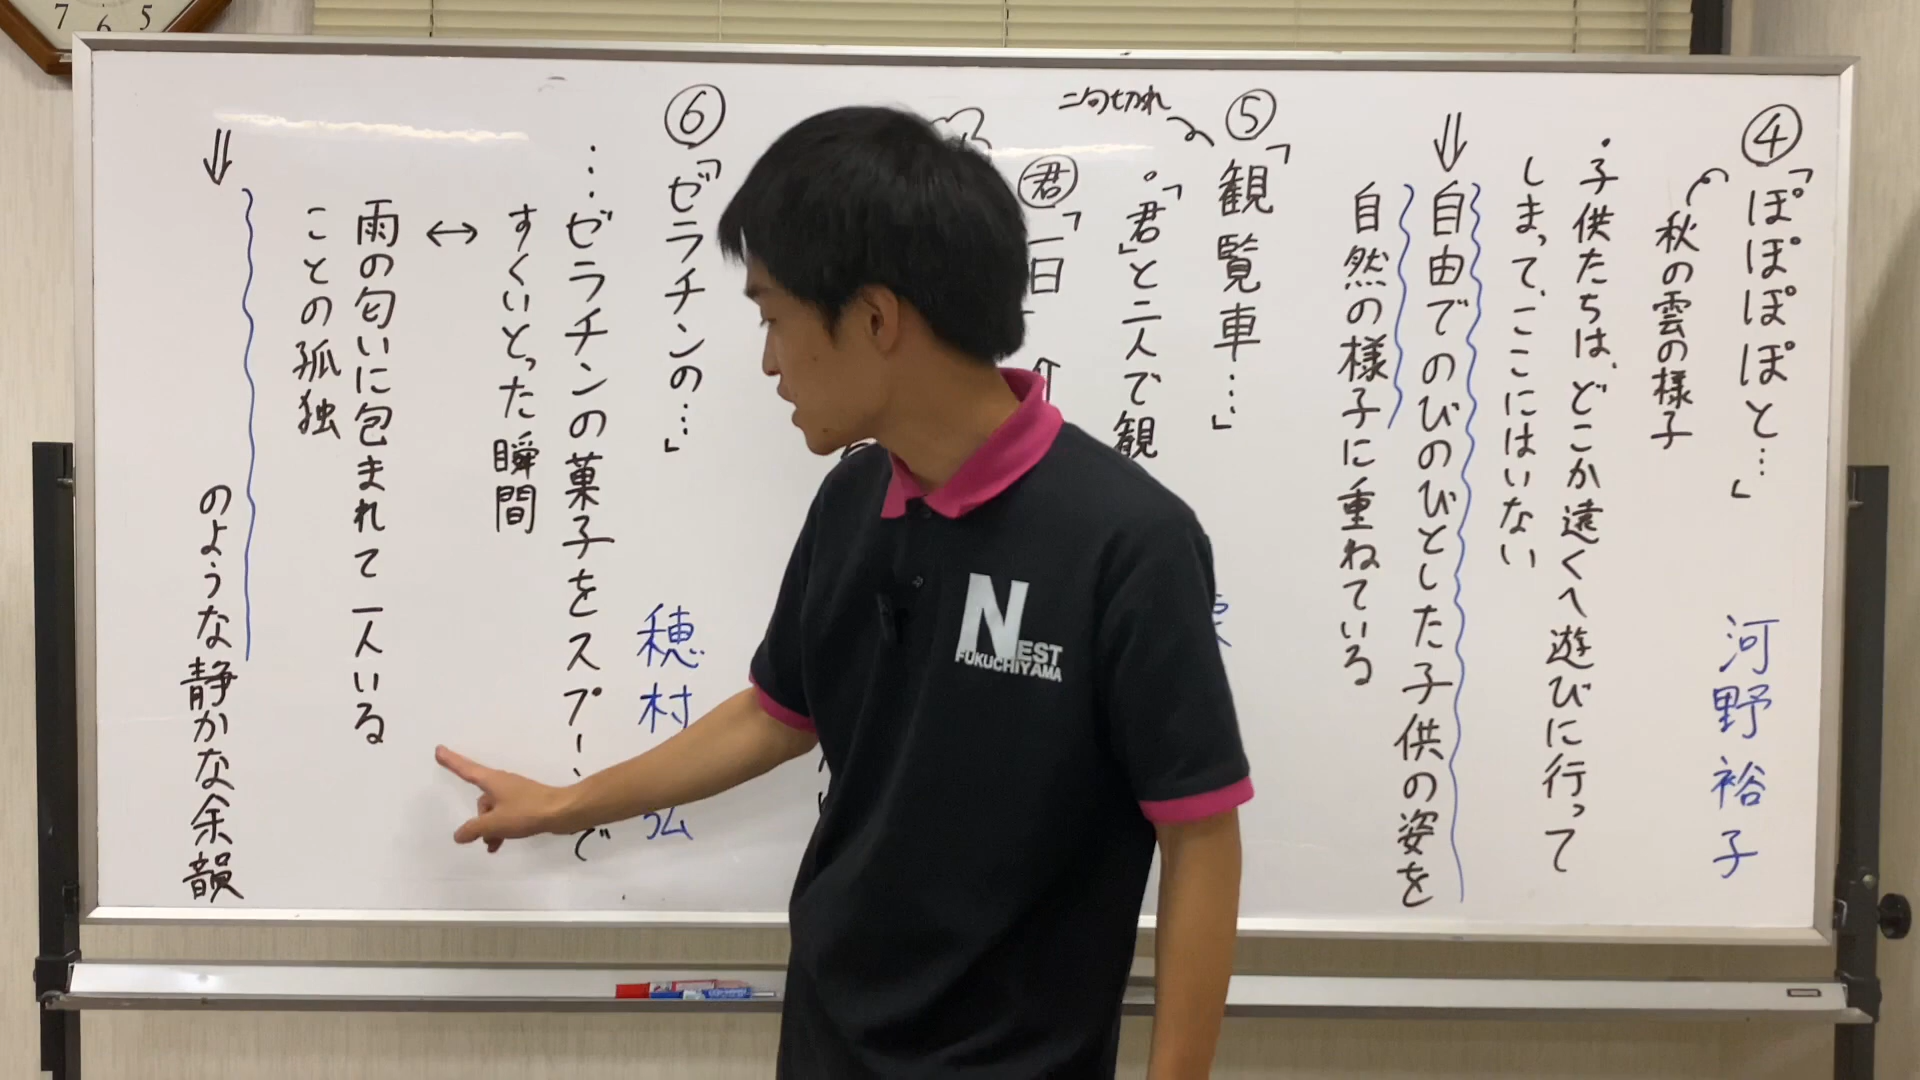 ④「ぽぽぽぽと…」
河野裕子
秋の雲の様子
・子供たちは、どこか遠くへ遊びに行って
しまって、ここにはいない
⇓自由でのびのびとした子供の姿を
自然の様子に重ねている
⑤「観覧車…」
二句切れ
・「君」と二人で観
君「一日
⑥「ゼラチンの…」
穂村弘
…ゼラチンの菓子をスプーンで
すくいとった瞬間
↔
雨の匂いに包まれて一人いる
ことの孤独
⇓
のような静かな余韻
NEST
FUKUCHIYAMA
7 6 5